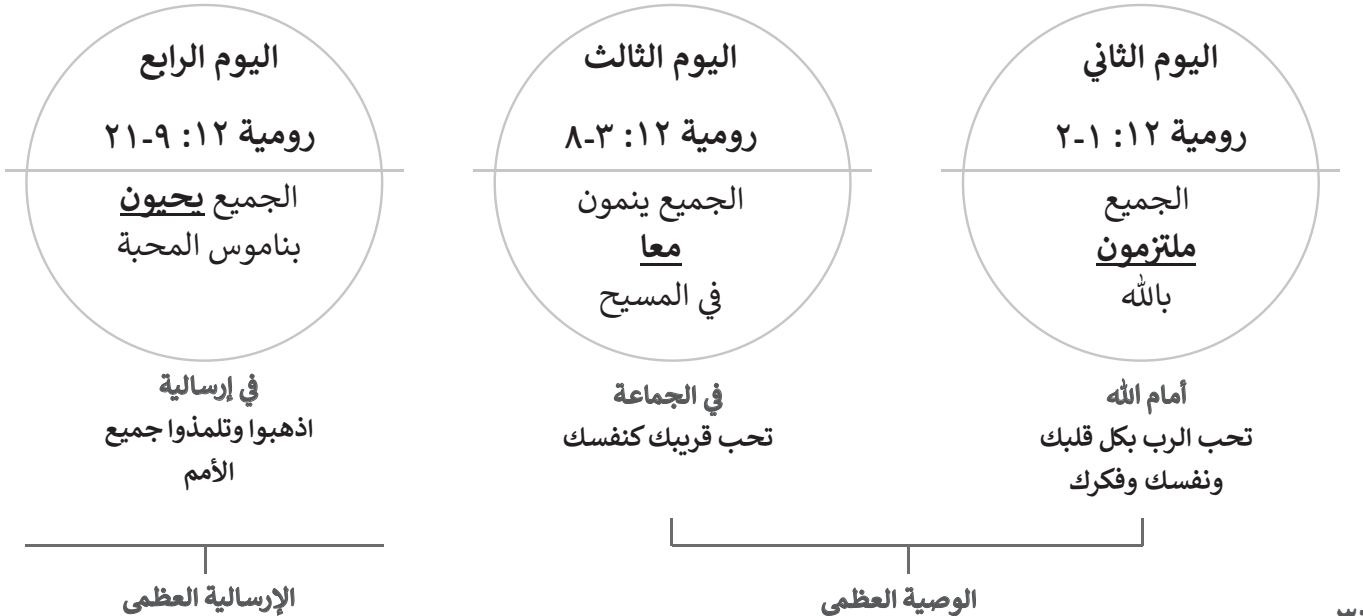 اليوم الثاني
رومية ١٢: ١-٢
الجميع
ملتزمون
بالله
أمام الله
تحب الرب بكل قلبك
ونفسك وفكرك
اليوم الثالث
رومية ١٢: ٣-٨
الجميع ينمون
معا
في المسيح
في الجماعة
تحب قريبك كنفسك
اليوم الرابع
رومية ١٢: ٩-٢١
الجميع يحيون
بناموس المحبة
في إرسالية
اذهبوا وتلمذوا جميع
الأمم
الوصية العظمى
الإرسالية العظمى